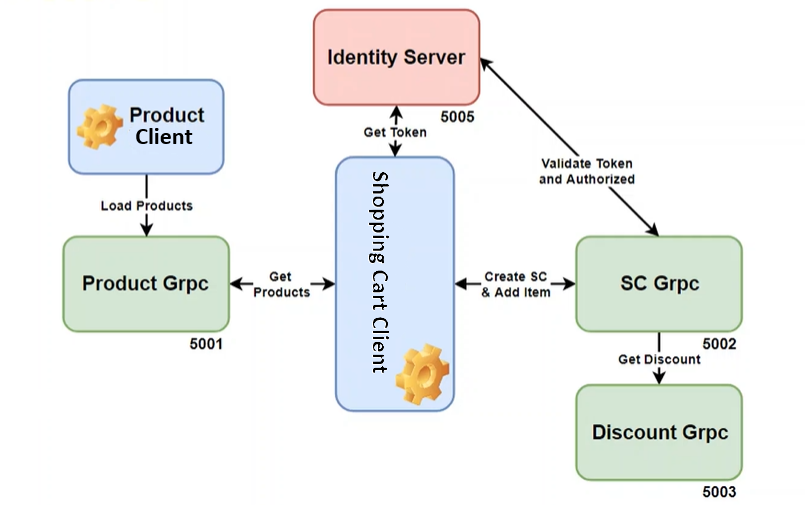 Identity Server
5005
Product
Client
Get Token
Validate Token
and Authorized
Load Products
Shopping Cart Client
Product Grpc
5001
Get
Products
Create SC
& Add Item
SC Grpc
5002
Get Discount
Discount Grpc
5003